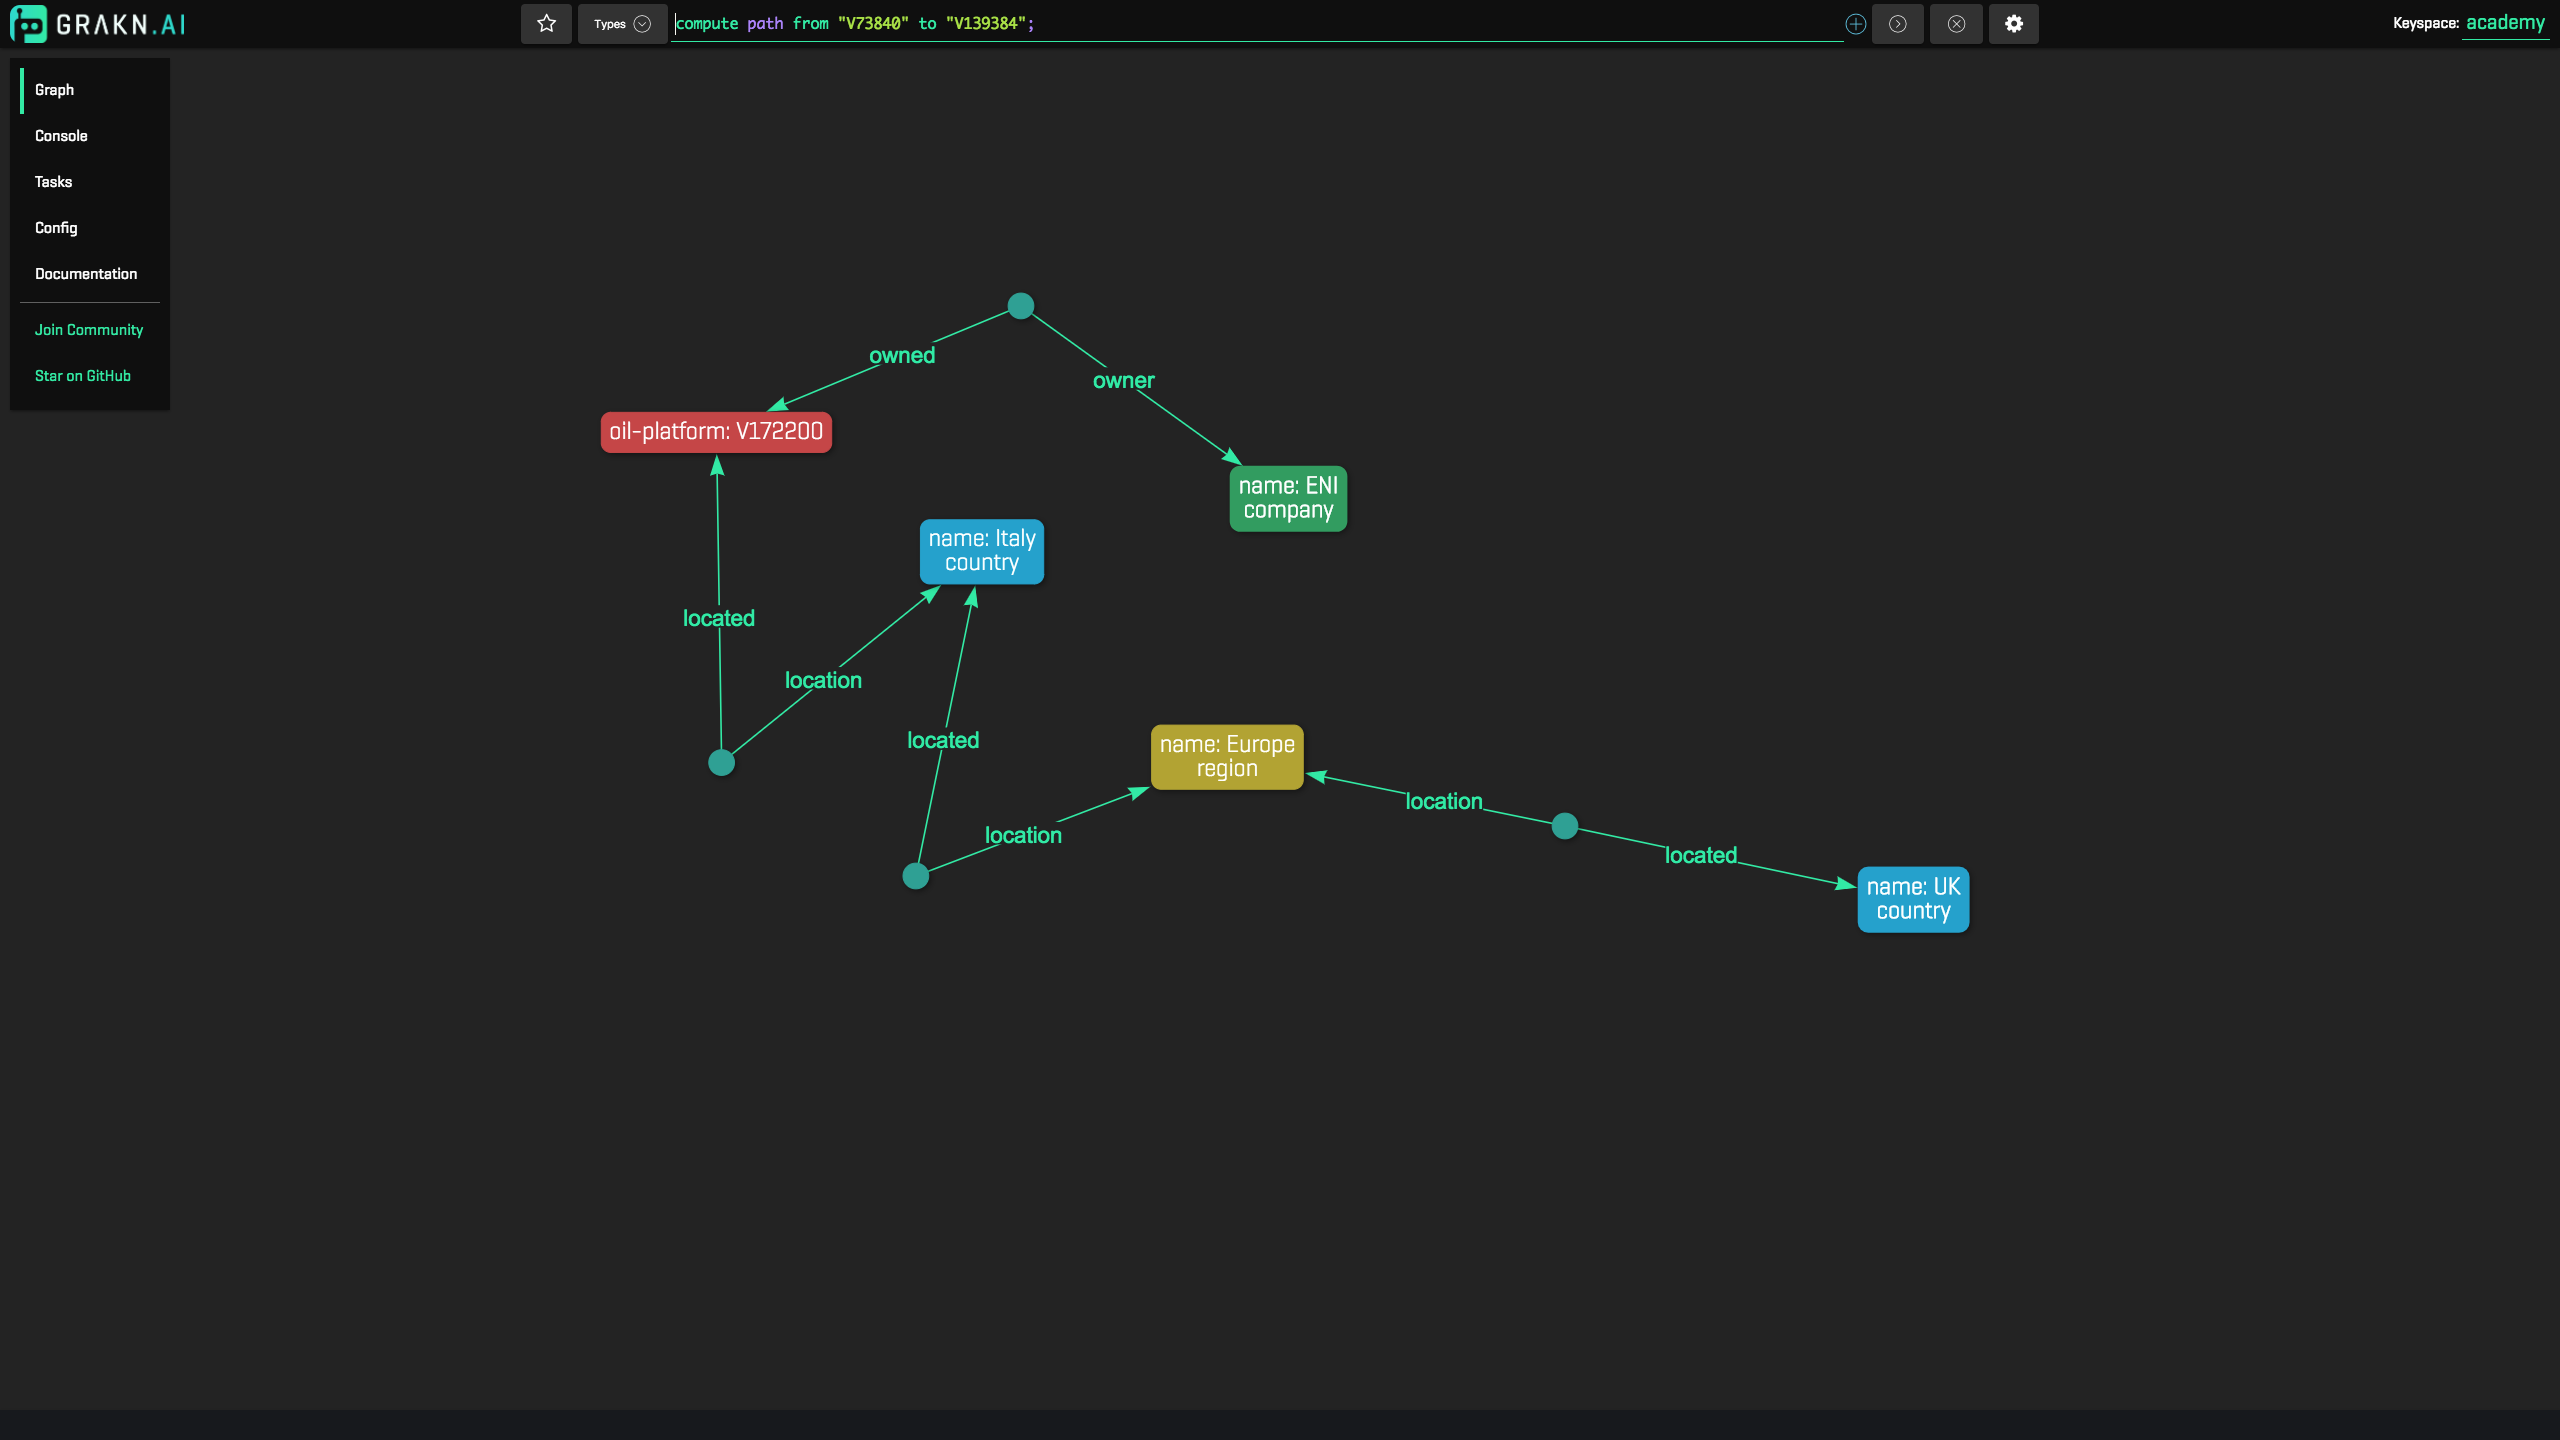 GRAKN.AI
Types
compute path from "V73840" to "V139384";
Keyspace: academy
Graph
Console
Tasks
Config
Documentation
Join Community
Star on GitHub
owned
owner
oil-platform: V172200
name: ENI
company
name: Italy
country
located
location
located
name: Europe
region
location
location
located
name: UK
country